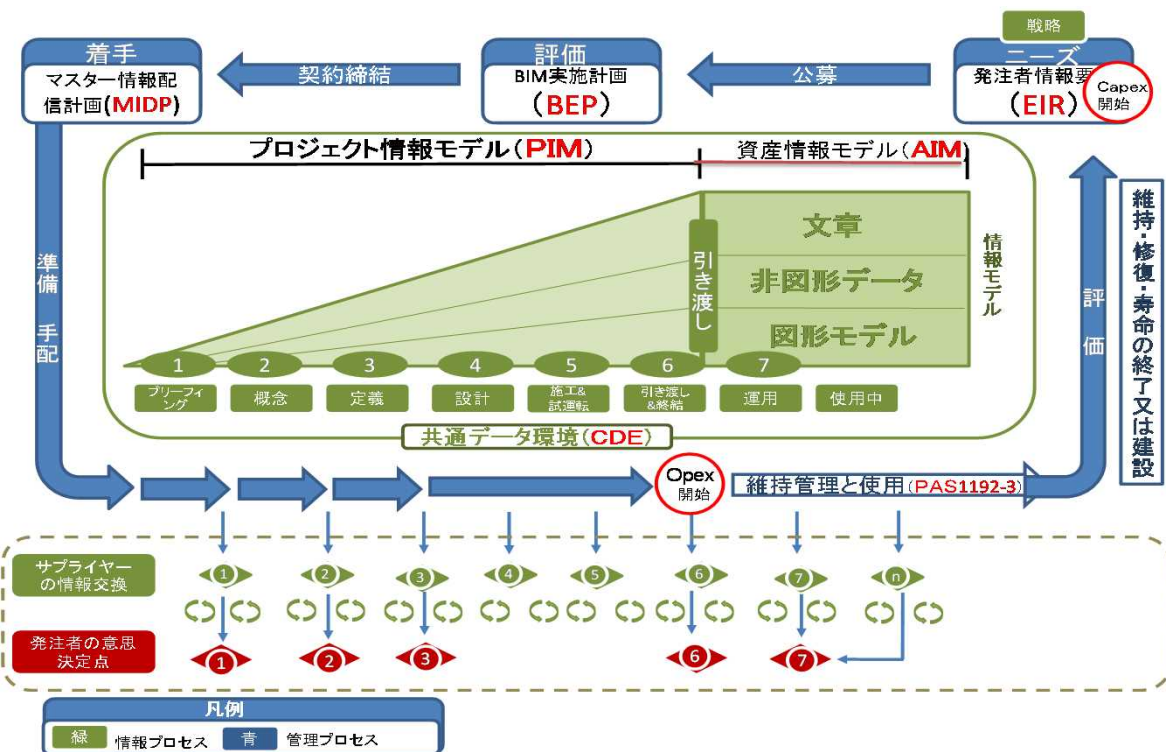 戦略
着手
マスター情報配
信計画(MIDP)
契約締結
評価
BIM実施計画
(BEP)
公募
ニーズ
発注者情報要
(EIR)
Capex
開始
プロジェクト情報モデル(PIM)
資産情報モデル(AIM)
文章
非図形データ
図形モデル
引き渡し
情報モデル
準備 手配
評価
維持・修復・寿命の終了又は建設
1
2
3
4
5
6
7
ブリーフィ
ング
概念
定義
設計
施工&
試運転
引き渡し
&終結
運用
使用中
共通データ環境(CDE)
Opex
開始
維持管理と使用(PAS1192-3)
サプライヤー
の情報交換
1
2
3
4
5
6
7
n
発注者の意思
決定点
1
2
3
6
7
凡例
緑 情報プロセス 青 管理プロセス